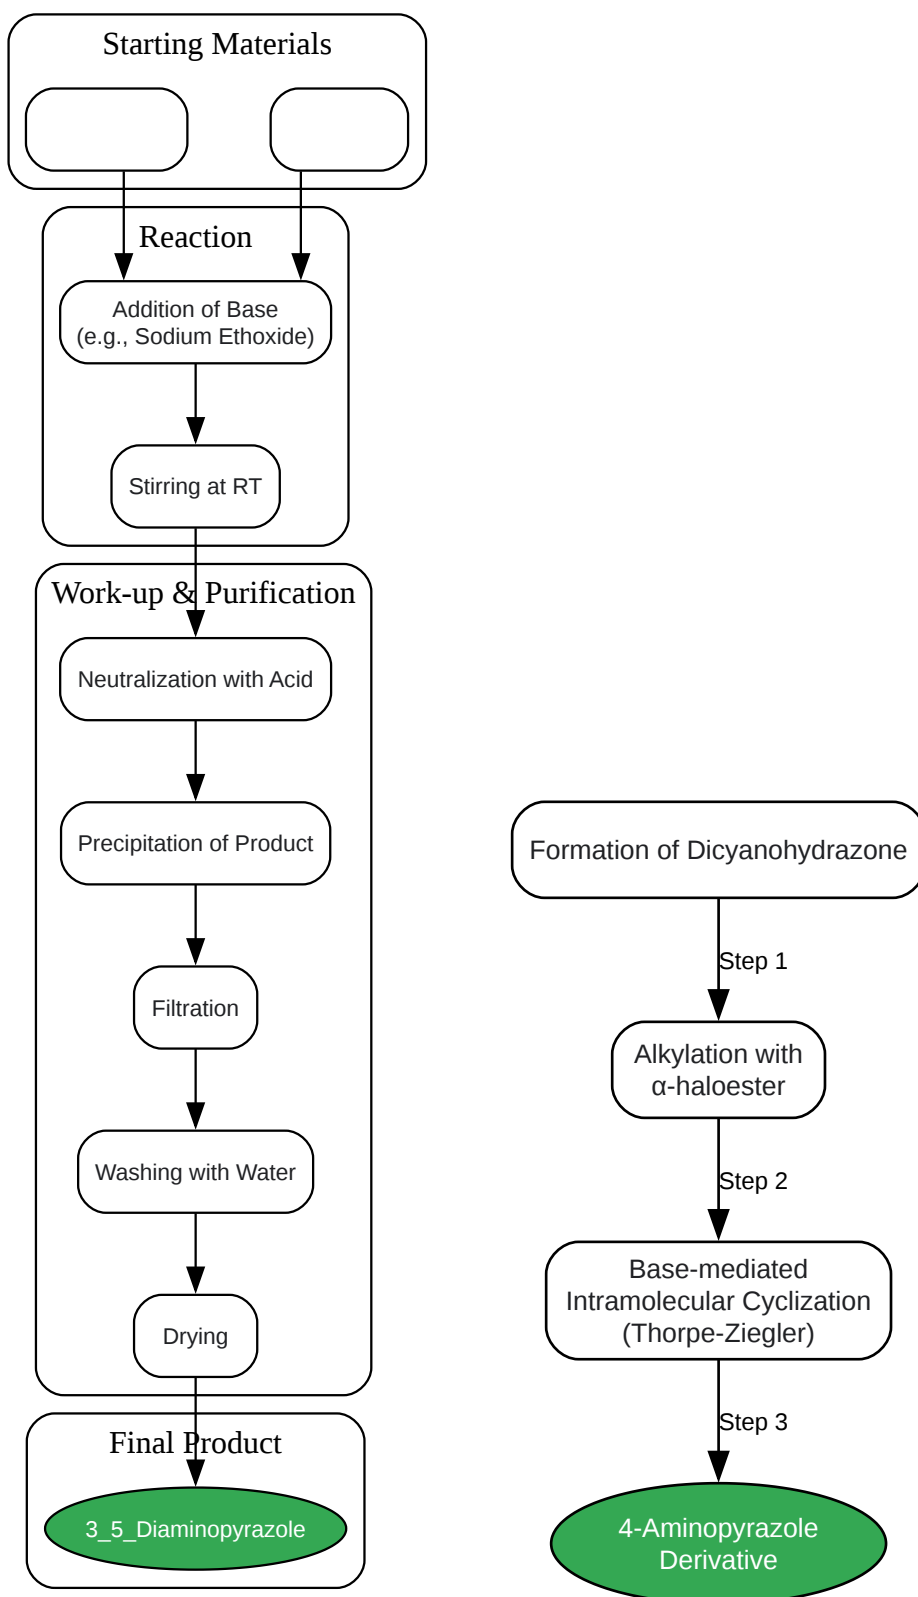 Starting Materials
Reaction
Addition of Base
(e.g., Sodium Ethoxide)
Stirring at RT
Work-up & Purification
Neutralization with Acid
Precipitation of Product
Filtration
Washing with Water
Drying
Final Product
3_5_Diaminopyrazole
Formation of Dicyanohydrazone
Step 1
Alkylation with
α-haloester
Step 2
Base-mediated
Intramolecular Cyclization
(Thorpe-Ziegler)
Step 3
4-Aminopyrazole
Derivative